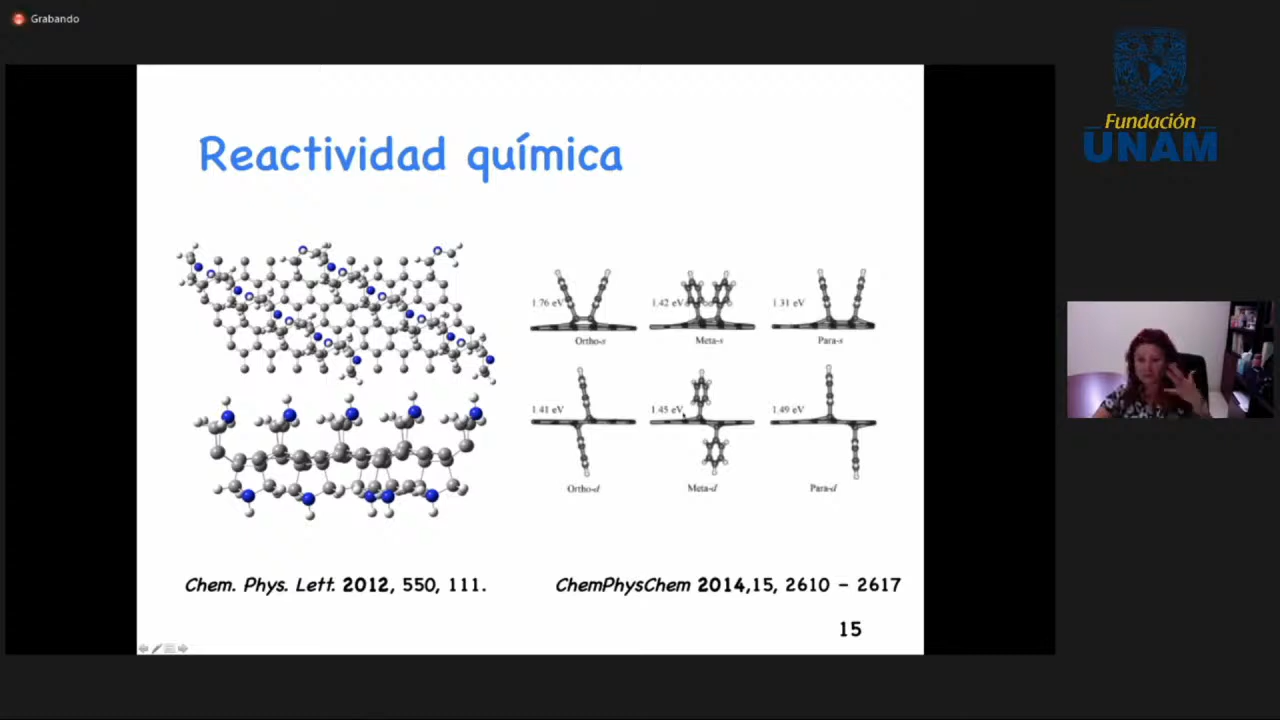 Grabando
Fundación
UNAM
Reactividad química
1.76 eV
1.42 eV
1.31 eV
Ortho-s
Meta-s
Para-s
1.41 eV
1.45 eV
1.49 eV
Ortho-d
Meta-d
Para-d
Chem. Phys. Lett. 2012, 550, 111.
ChemPhysChem 2014,15, 2610 – 2617
15